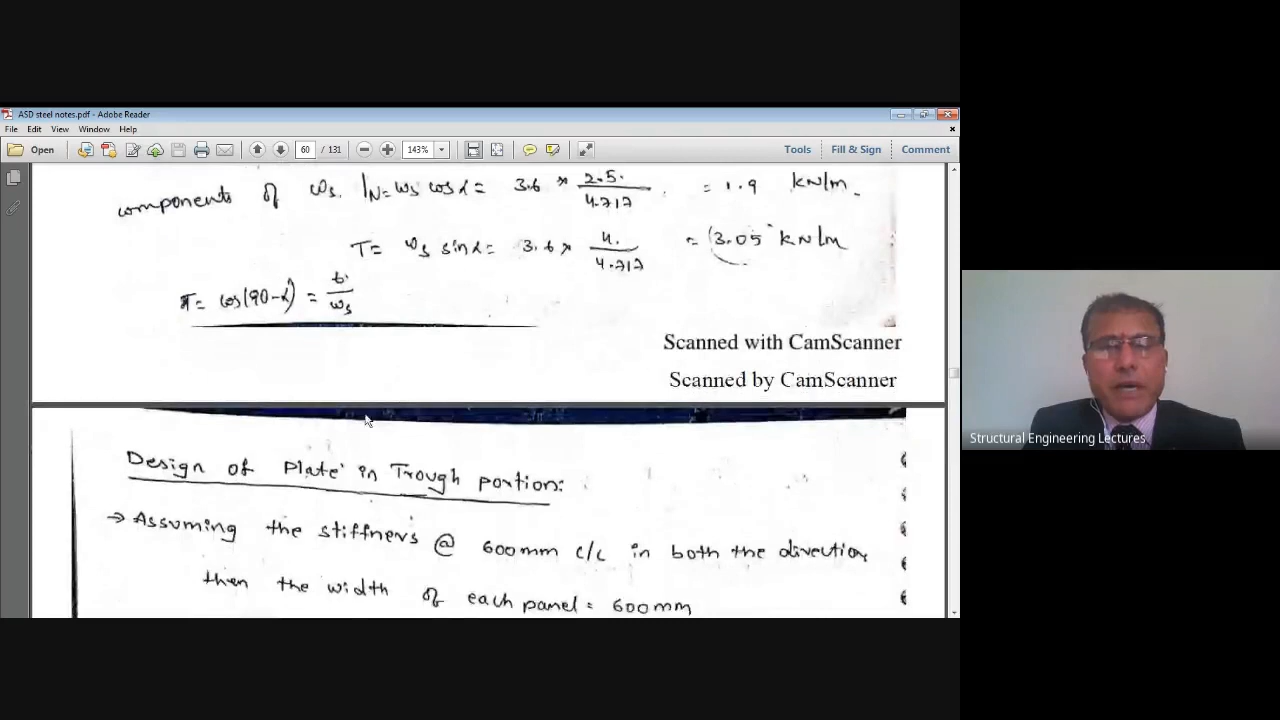 ASD steel notes.pdf - Adobe Reader
File Edit View Window Help
Open 60 / 131 143% Tools Fill & Sign Comment
components of ws. N= ws cos α = 3.6 * 2.5. / 4.717 = 1.9 kN/m.
T= ws sin α = 3.6 * 4. / 4.717 = 3.05 kN/m
cos(90-α) = t / ws
Scanned with CamScanner
Scanned by CamScanner
Design of Plate in Trough portion:
→ Assuming the stiffners @ 600mm c/c in both the direction
then the width of each panel = 600mm
Structural Engineering Lectures